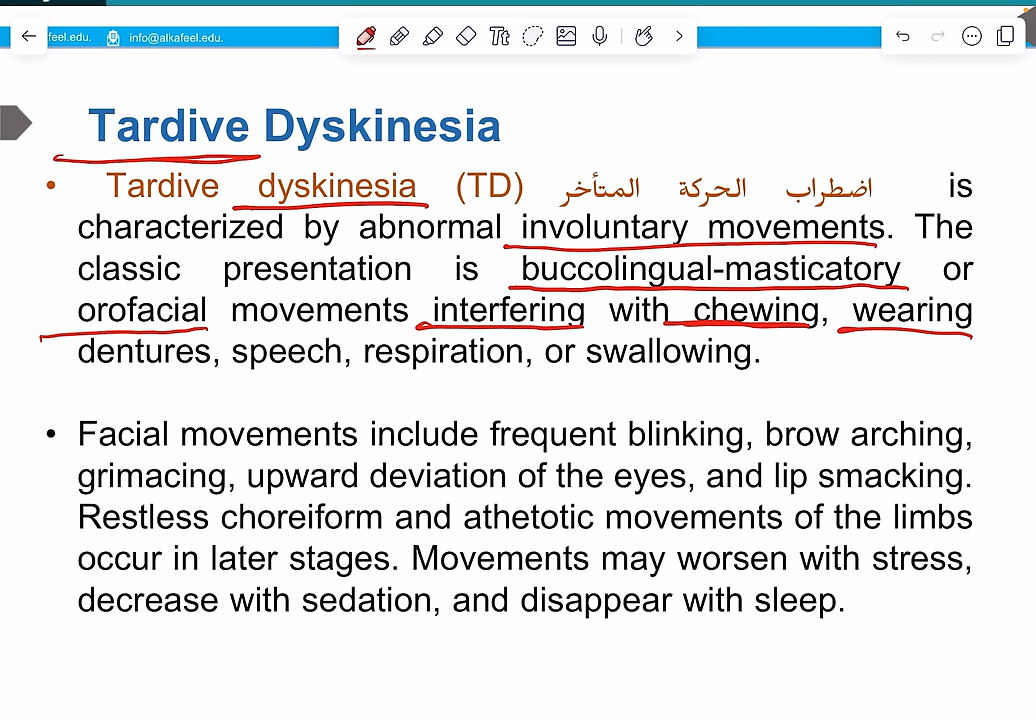 feel.edu. info@alkafeel.edu.
Tt
Tardive Dyskinesia
• Tardive dyskinesia (TD) اضطراب الحركة المتأخر is
characterized by abnormal involuntary movements. The
classic presentation is buccolingual-masticatory or
orofacial movements interfering with chewing, wearing
dentures, speech, respiration, or swallowing.
• Facial movements include frequent blinking, brow arching,
grimacing, upward deviation of the eyes, and lip smacking.
Restless choreiform and athetotic movements of the limbs
occur in later stages. Movements may worsen with stress,
decrease with sedation, and disappear with sleep.